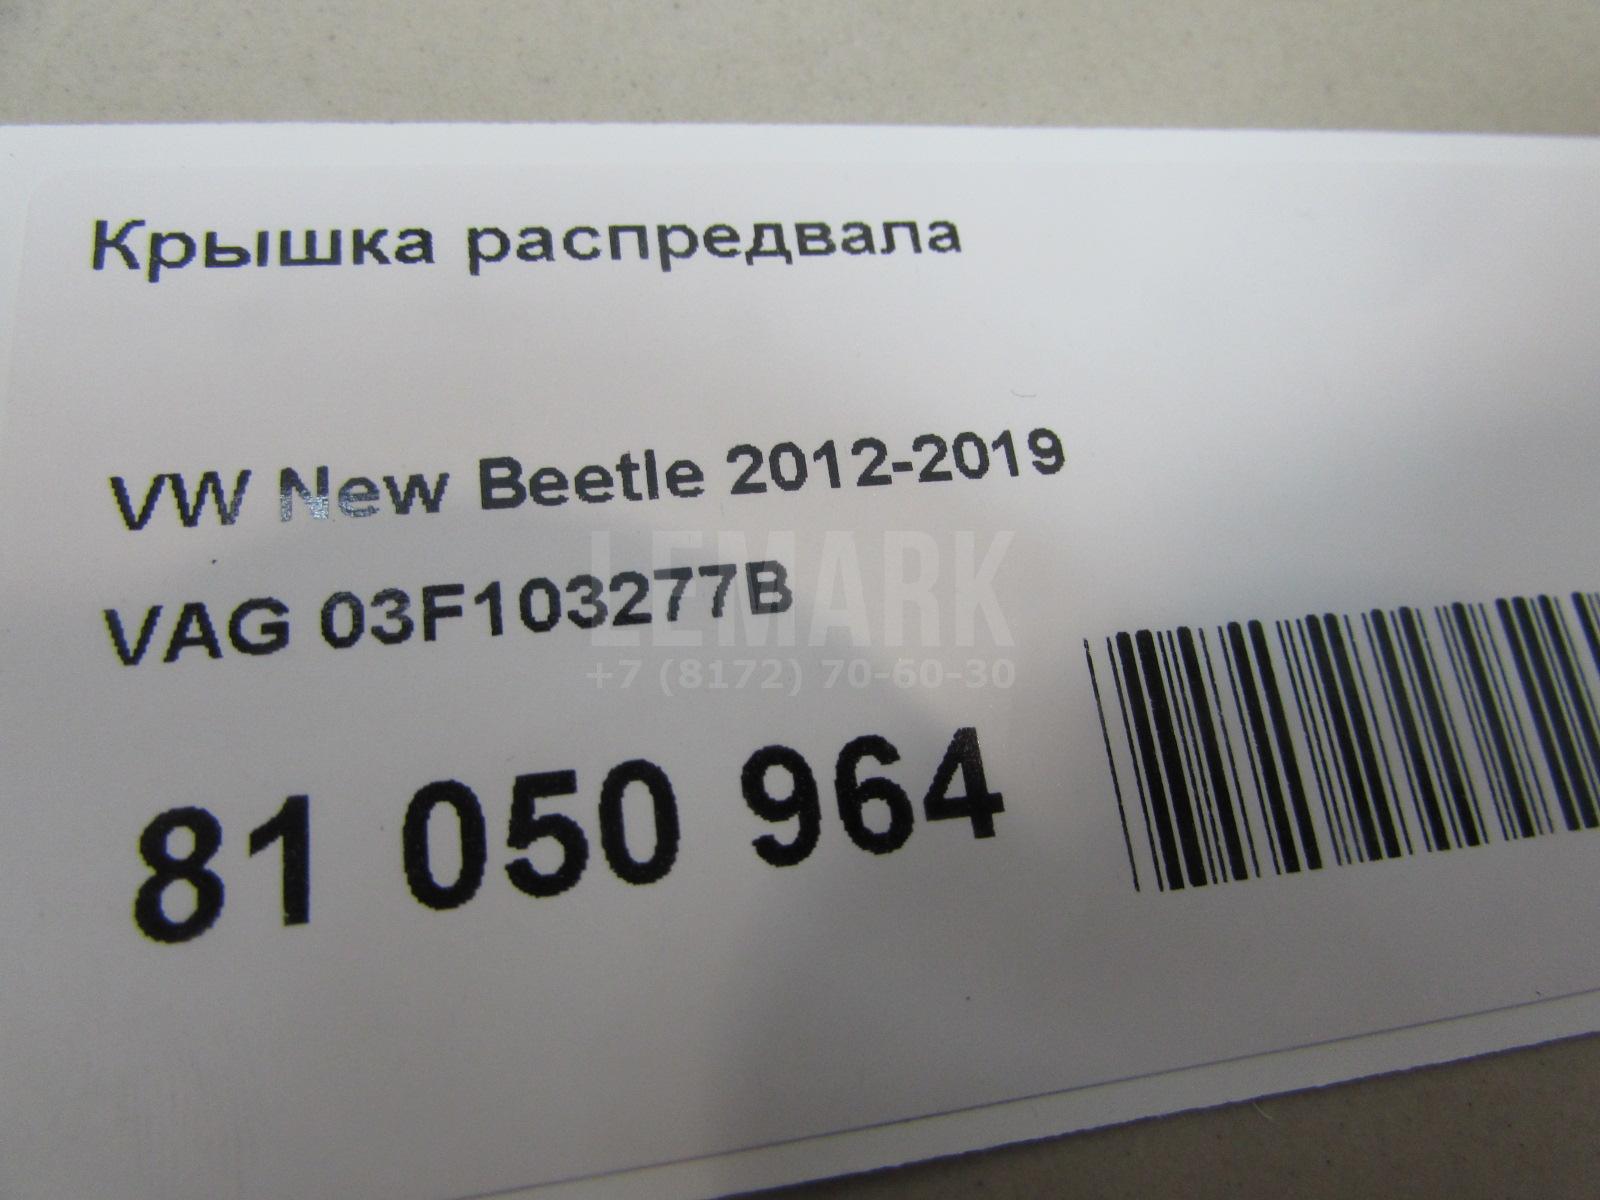 Крышка распредвала
VW New Beetle 2012-2019
VAG 03F103277B
LEMARK
+7 (8172) 70-60-30
81 050 964